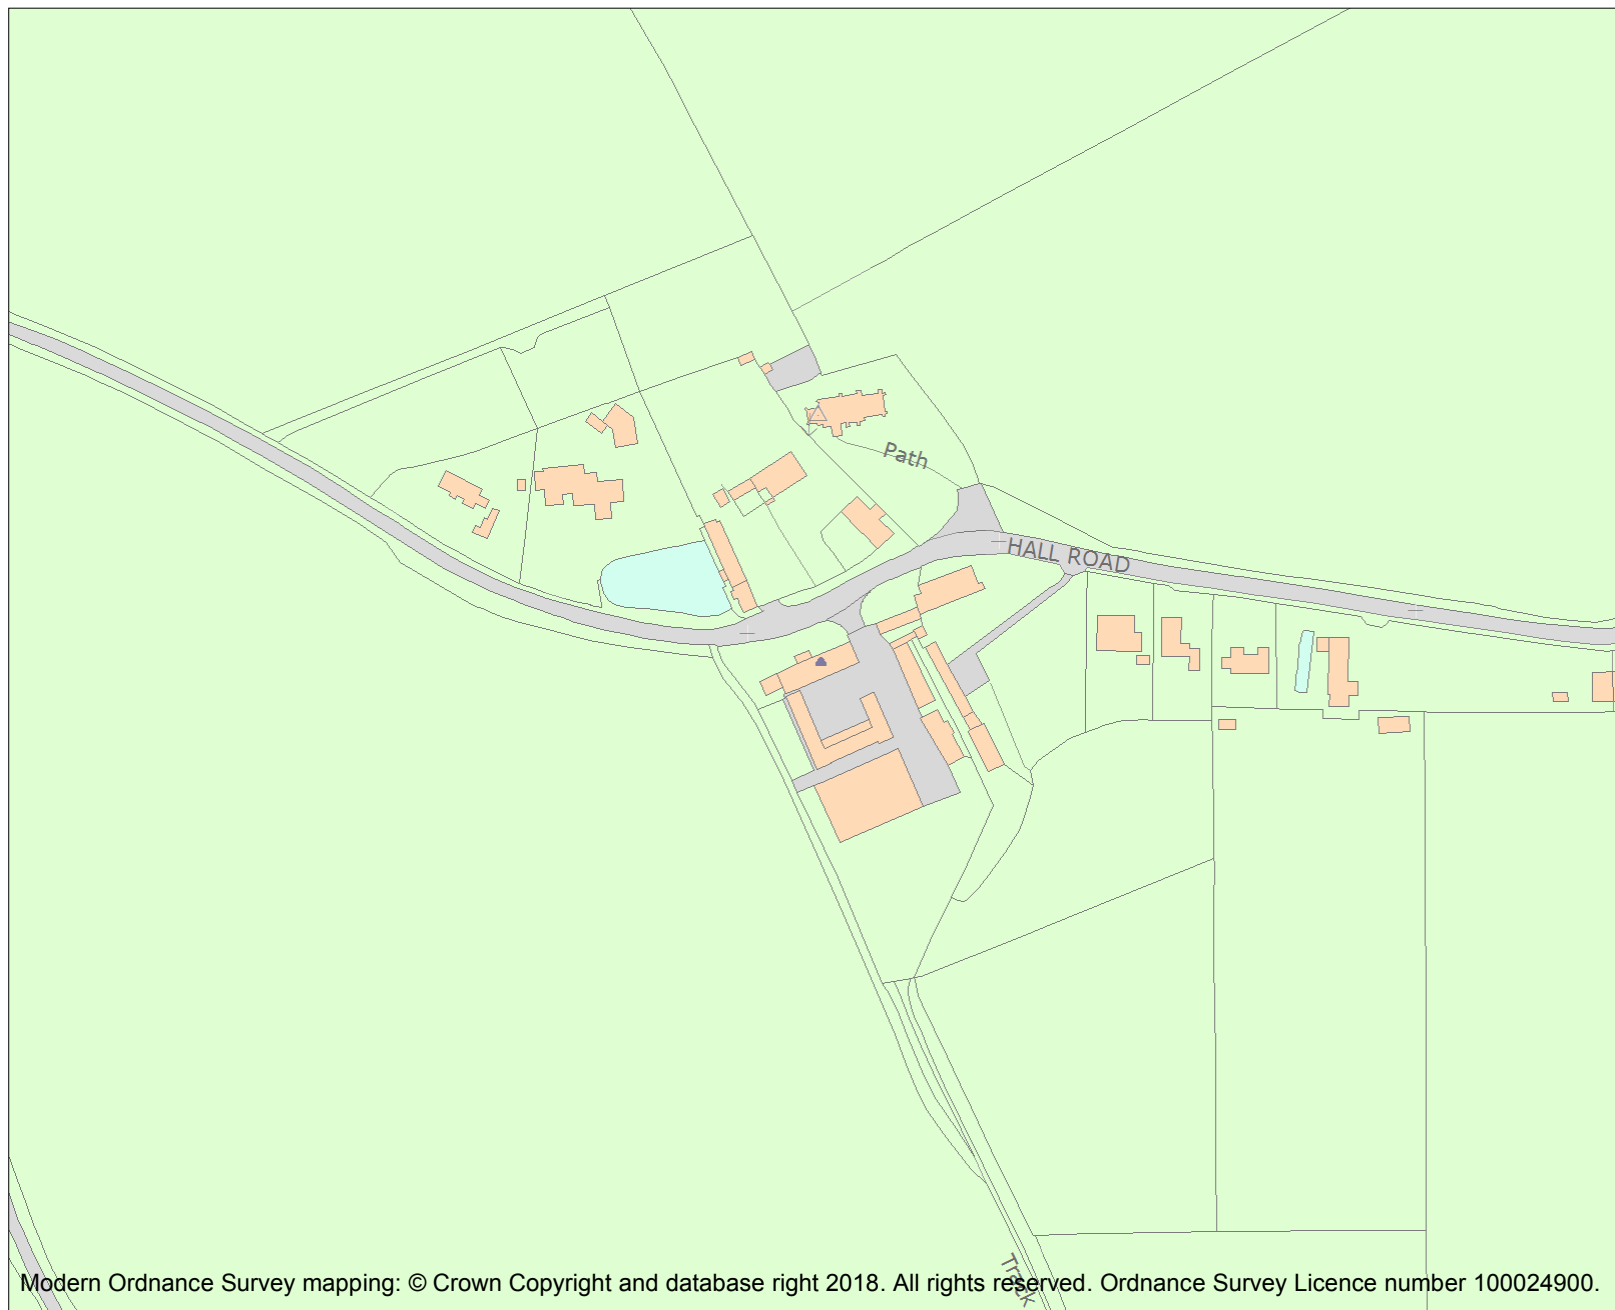 Path
HALL ROAD
Track
Modern Ordnance Survey mapping: © Crown Copyright and database right 2018. All rights reserved. Ordnance Survey Licence number 100024900.